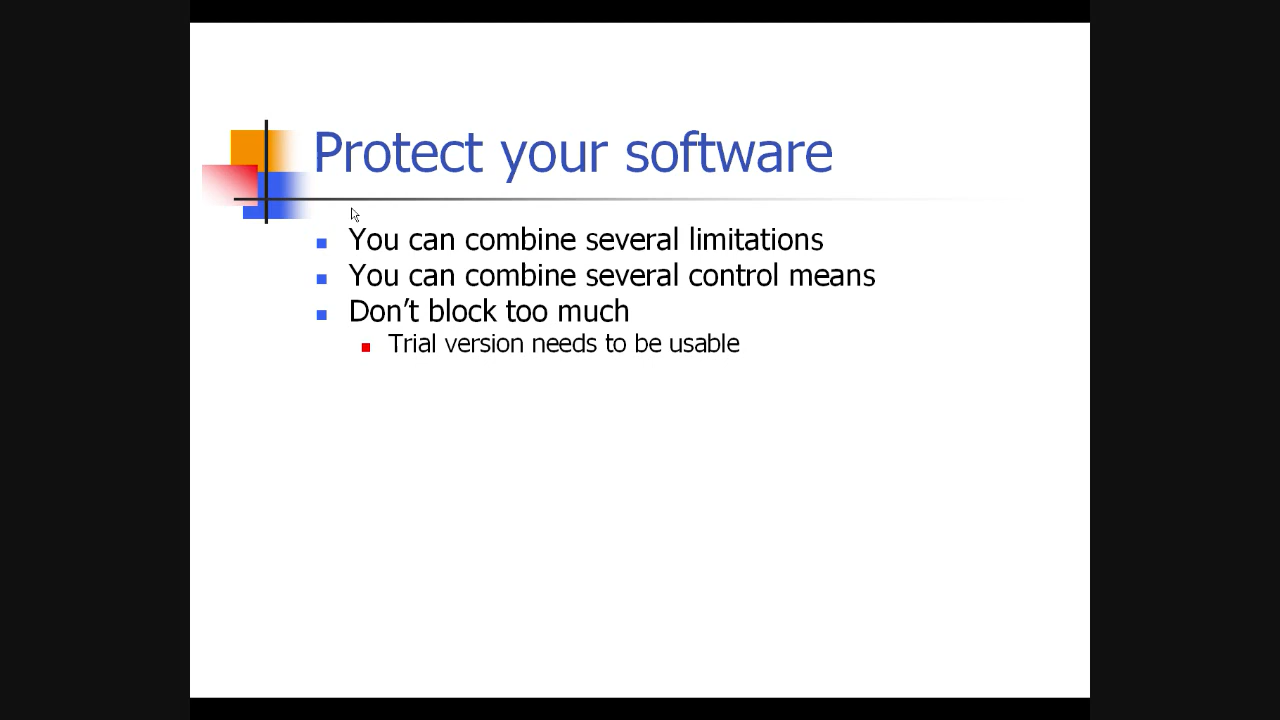 Protect your software
You can combine several limitations
You can combine several control means
Don’t block too much
Trial version needs to be usable